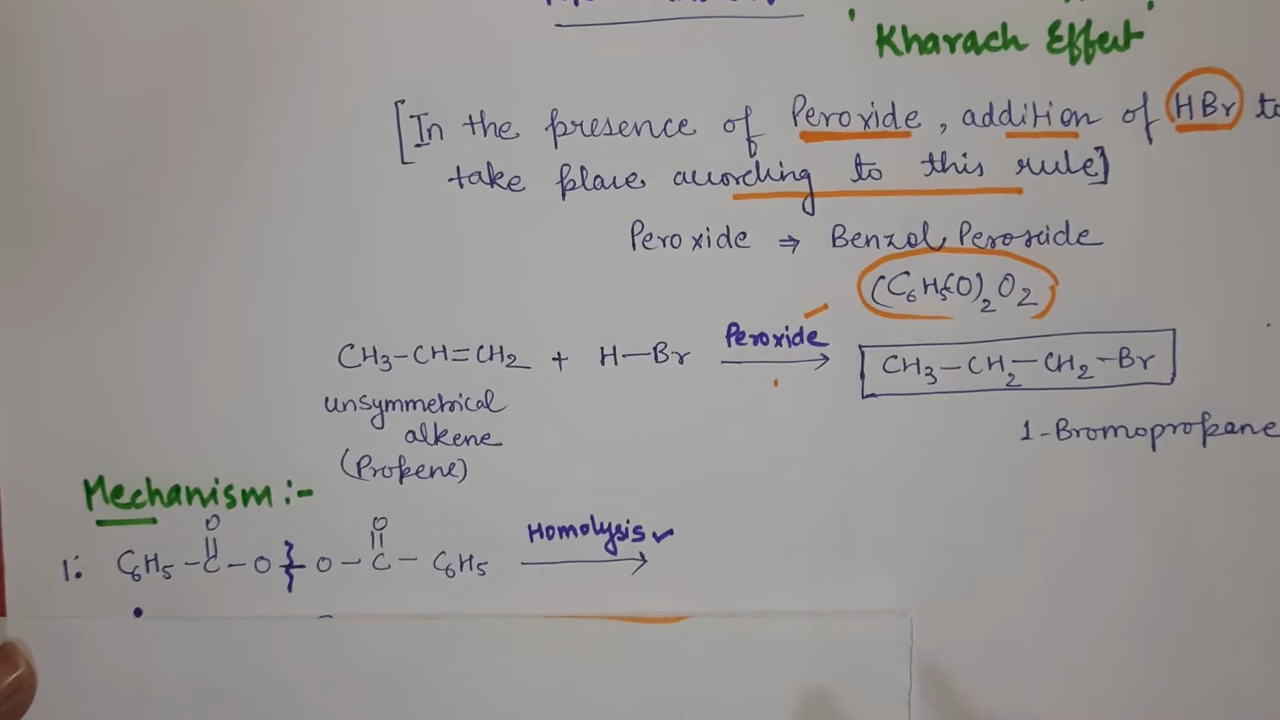 'Kharach Effect'
[In the presence of Peroxide, addition of HBr to
take place according to this rule]
Peroxide ⇒ Benzol Peroxide
(C6H5CO)2O2
CH3-CH=CH2 + H-Br Peroxide → CH3-CH2-CH2-Br
unsymmetrical
alkene
(Propene)
1-Bromopropane
Mechanism :-
O O
1: C6H5-C-O-O-C-C6H5 Homolysis →